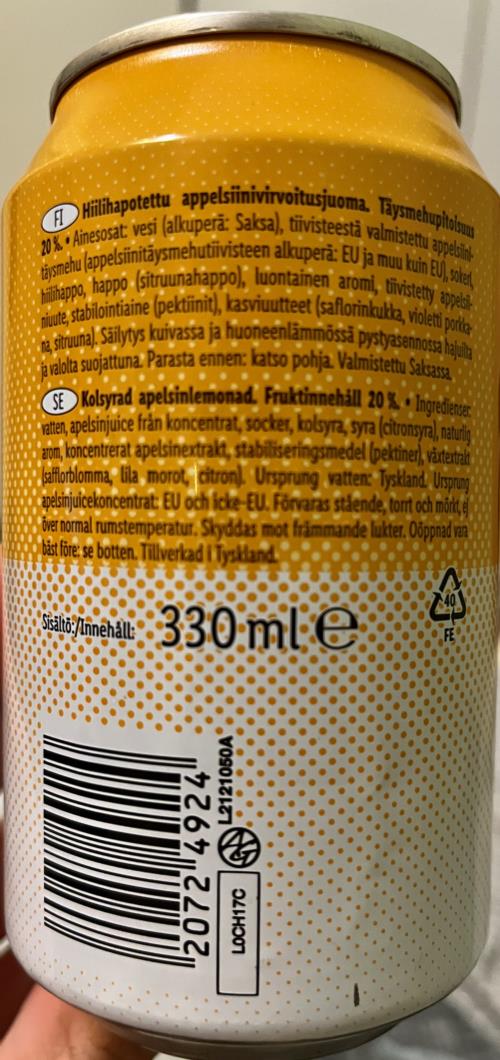 FI Hiilihapotettu appelsiinivirvoitusjuoma. Täysmehupitoisuus
20 %. • Ainesosat: vesi (alkuperä: Saksa), tiivisteestä valmistettu appelsiini-
täysmehu (appelsiinitäysmehutiivisteen alkuperä: EU ja muu kuin EU), sokeri,
hiilihappo, happo (sitruunahappo), luontainen aromi, tiivistetty appelsii-
niuute, stabilointiaine (pektiinit), kasviuutteet (saflorinkukka, violetti porkka-
na, sitruuna). Säilytys kuivassa ja huoneenlämmössä pystyasennossa hajuilta
ja valolta suojattuna. Parasta ennen: katso pohja. Valmistettu Saksassa.
SE Kolsyrad apelsinlemonad. Fruktinnehåll 20 %. • Ingredienser:
vatten, apelsinjuice från koncentrat, socker, kolsyra, syra (citronsyra), naturlig
arom, koncentrerat apelsinextrakt, stabiliseringsmedel (pektiner), växtextrakt
(safflorblomma, lila morot, citron). Ursprung vatten: Tyskland. Ursprung
apelsinjuicekoncentrat: EU och icke-EU. Förvaras stående, torrt och mörkt, ej
över normal rumstemperatur. Skyddas mot främmande lukter. Oöppnad vara
bäst före: se botten. Tillverkad i Tyskland.
Sisältö:/Innehåll: 330 ml e
40
FE
2072 4924
L2121050A
L0CH17C